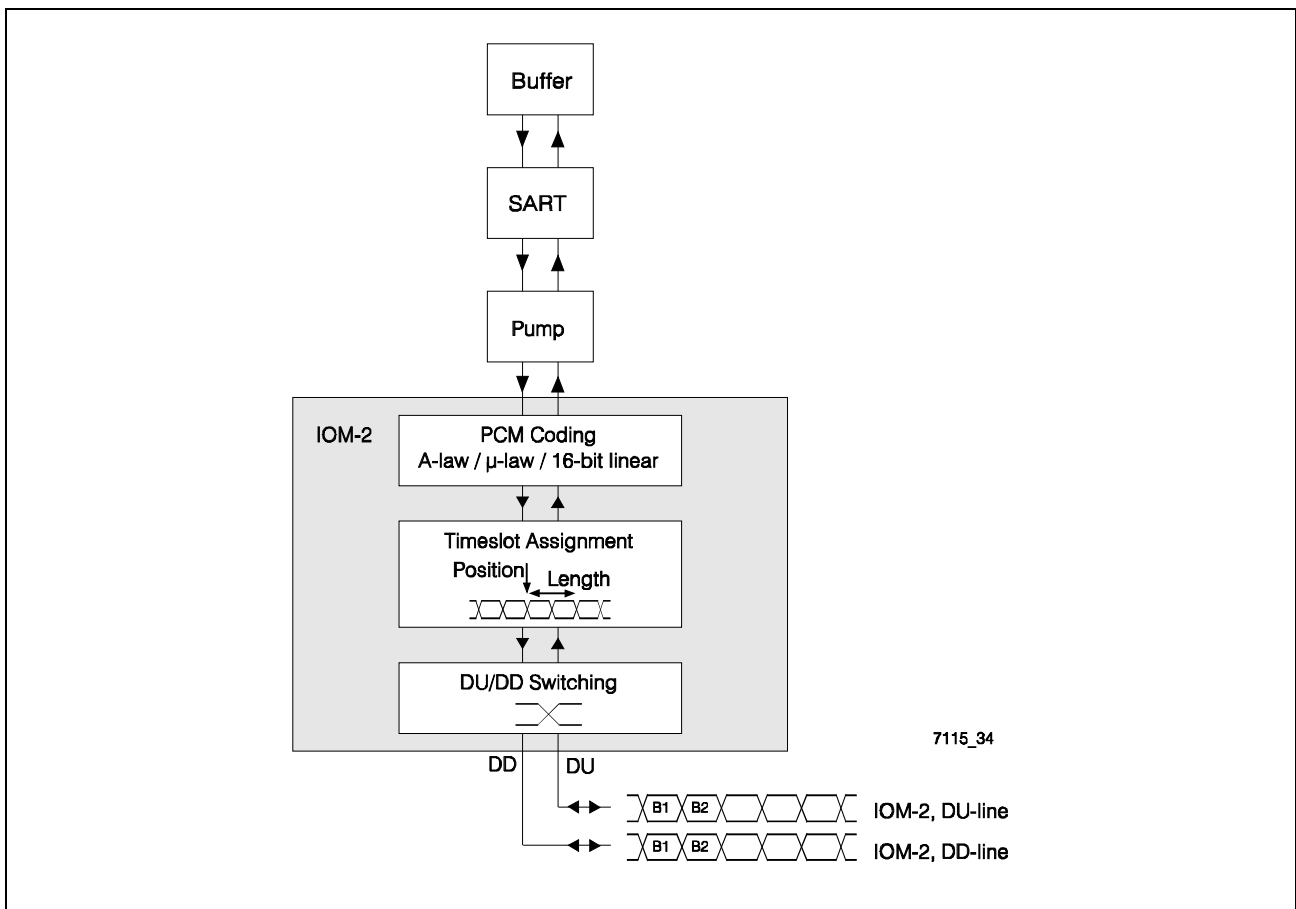 Buffer
SART
Pump
IOM-2
PCM Coding
A-law / µ-law / 16-bit linear
Timeslot Assignment
Position
Length
DU/DD Switching
7115_34
DD
DU
B1 B2
IOM-2, DU-line
B1 B2
IOM-2, DD-line